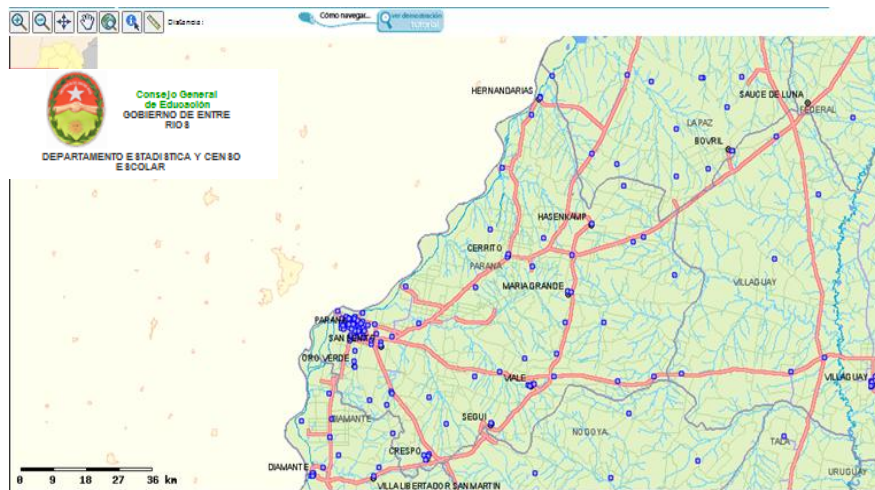 Distancia:
Cómo navegar...
ver demostración
tutorial
Consejo General
de Educación
GOBIERNO DE ENTRE
RIOS
DEPARTAMENTO ESTADISTICA Y CENSO
ESCOLAR
HERNANDARIAS
SAUCE DE LUNA
FEDERAL
LA PAZ
BOVRIL
HASENKAMP
CERRITO
PARANA
MARIA GRANDE
VILLAGUAY
PARANA
SAN BENITO
ORO VERDE
VIALE
VILLAGUAY
DIAMANTE
SEGUI
NOGOYA
TALA
CRESPO
DIAMANTE
URUGUAY
VILLA LIBERTADOR SAN MARTIN
0 9 18 27 36 km